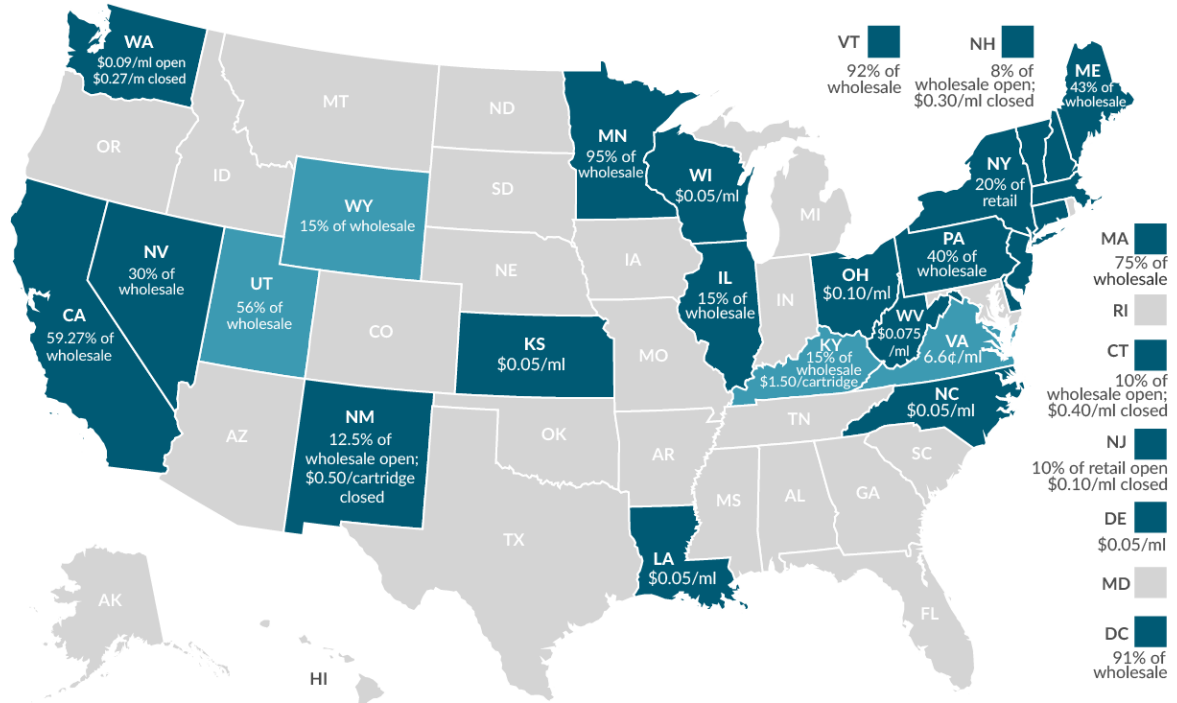 WA
$0.09/ml open
$0.27/m closed
OR
CA
59.27% of
wholesale
NV
30% of
wholesale
ID
MT
WY
15% of wholesale
UT
56% of
wholesale
AZ
CO
NM
12.5% of
wholesale open;
$0.50/cartridge
closed
ND
SD
NE
KS
$0.05/ml
OK
TX
MN
95% of
wholesale
IA
MO
AR
LA
$0.05/ml
WI
$0.05/ml
IL
15% of
wholesale
MI
IN
OH
$0.10/ml
KY
15% of
wholesale
$1.50/cartridge
TN
MS
AL
GA
FL
SC
NC
$0.05/ml
VA
6.6¢/ml
WV
$0.075
/ml
PA
40% of
wholesale
NY
20% of
retail
ME
43% of
wholesale
AK
HI
VT
92% of
wholesale
NH
8% of
wholesale open;
$0.30/ml closed
MA
75% of
wholesale
RI
CT
10% of
wholesale open;
$0.40/ml closed
NJ
10% of retail open
$0.10/ml closed
DE
$0.05/ml
MD
DC
91% of
wholesale